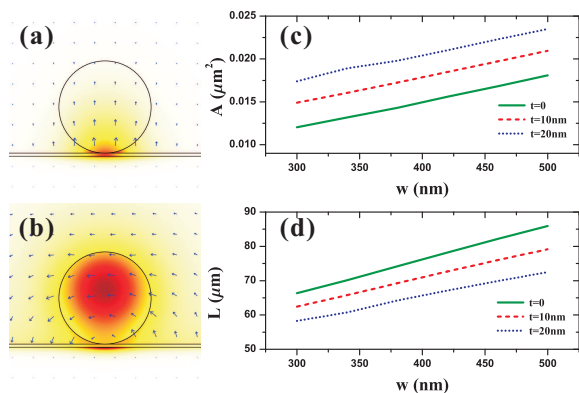 (a)
(b)
(c)
A (μm²)
0.025
0.020
0.015
0.010
t=0
t=10nm
t=20nm
300 350 400 450 500
w (nm)
(d)
L (μm)
90
80
70
60
50
t=0
t=10nm
t=20nm
300 350 400 450 500
w (nm)